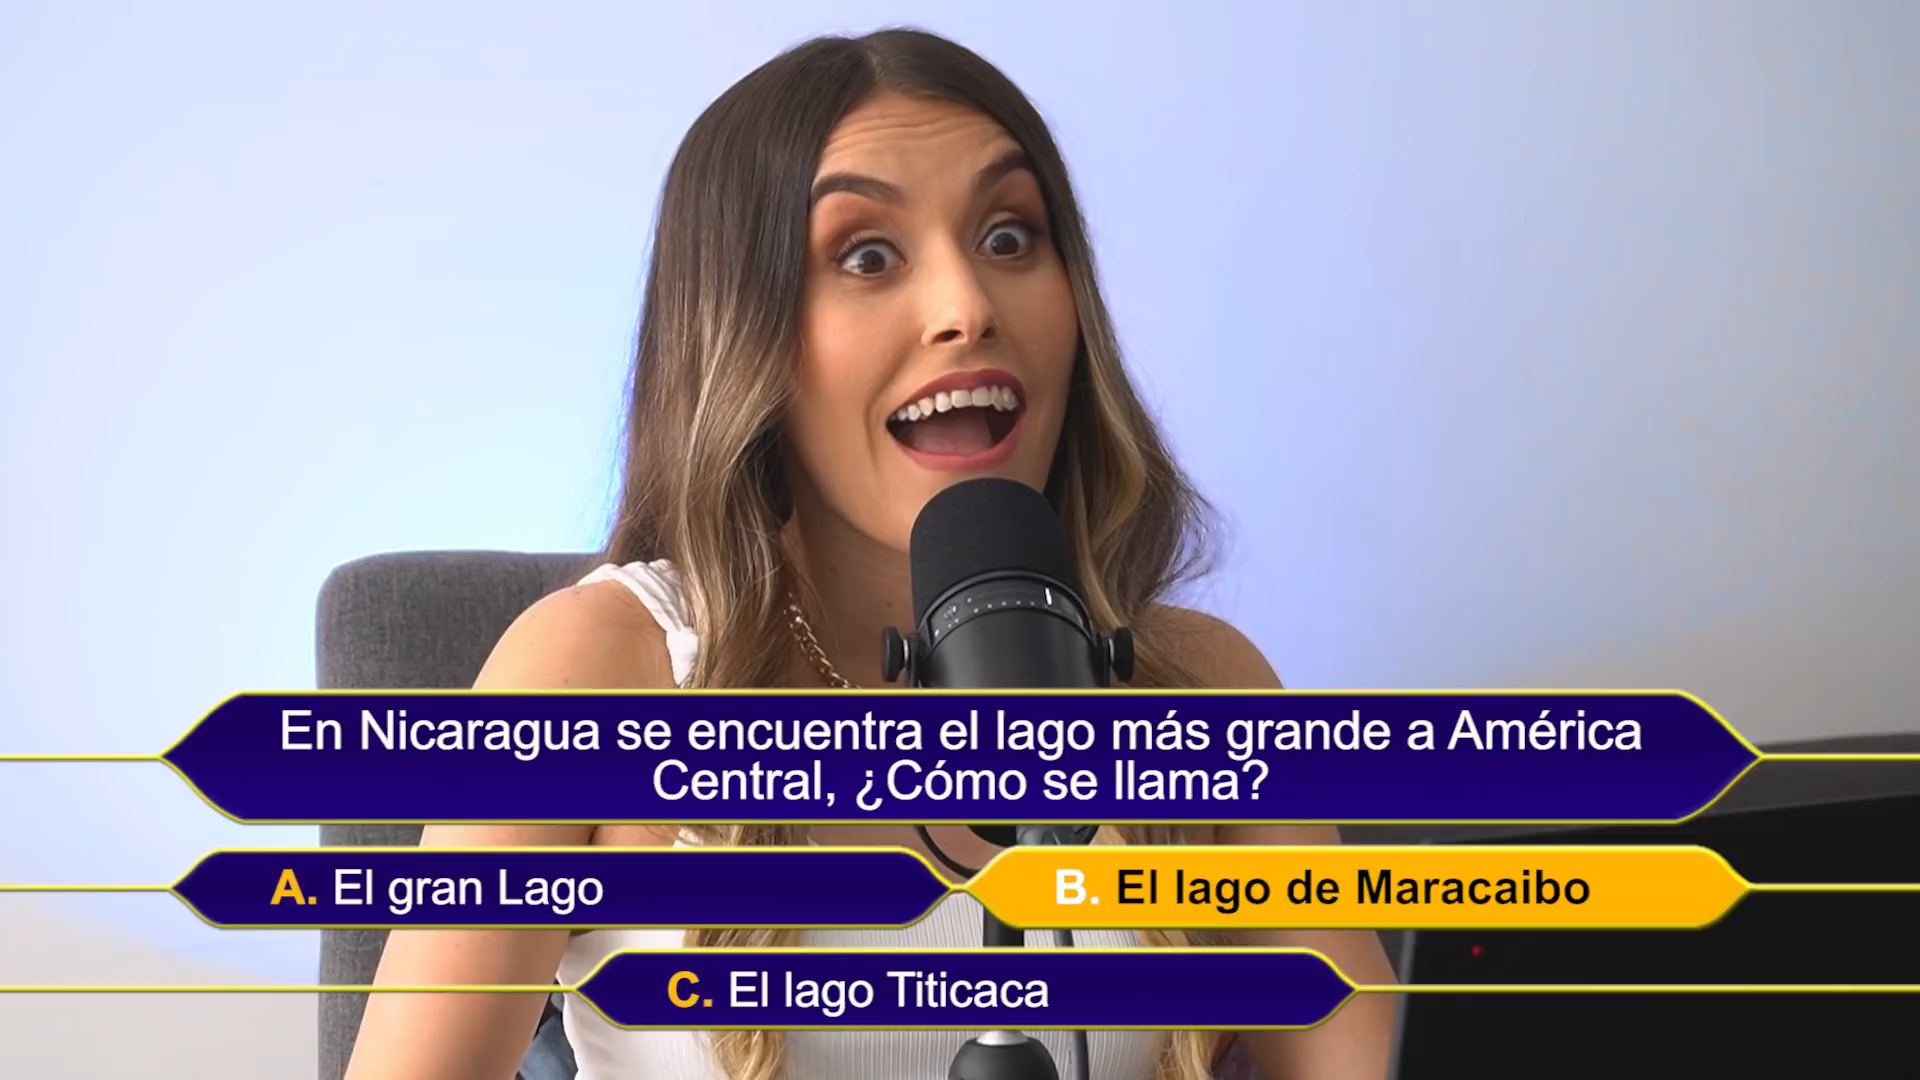 En Nicaragua se encuentra el lago más grande a América
Central, ¿Cómo se llama?
A. El gran Lago
B. El lago de Maracaibo
C. El lago Titicaca